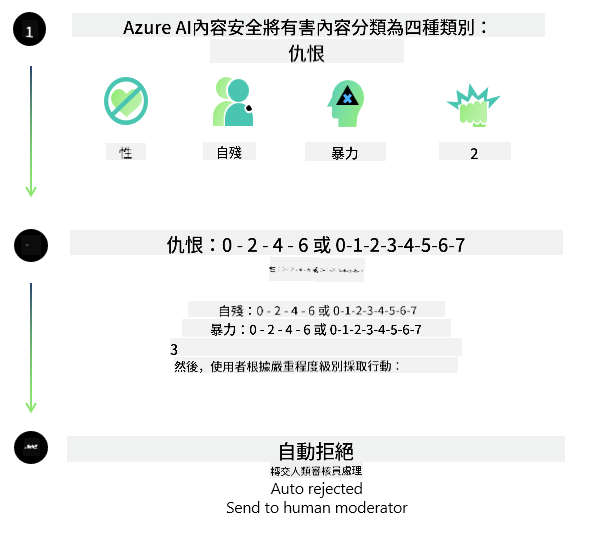 1
Azure AI內容安全將有害內容分類為四種類別：
仇恨
性
自殘
暴力
2
仇恨：0 - 2 - 4 - 6 或 0-1-2-3-4-5-6-7
自殘：0 - 2 - 4 - 6 或 0-1-2-3-4-5-6-7
暴力：0 - 2 - 4 - 6 或 0-1-2-3-4-5-6-7
3
然後，使用者根據嚴重程度級別採取行動：
自動拒絕
轉交人類審核員處理
Auto rejected
Send to human moderator